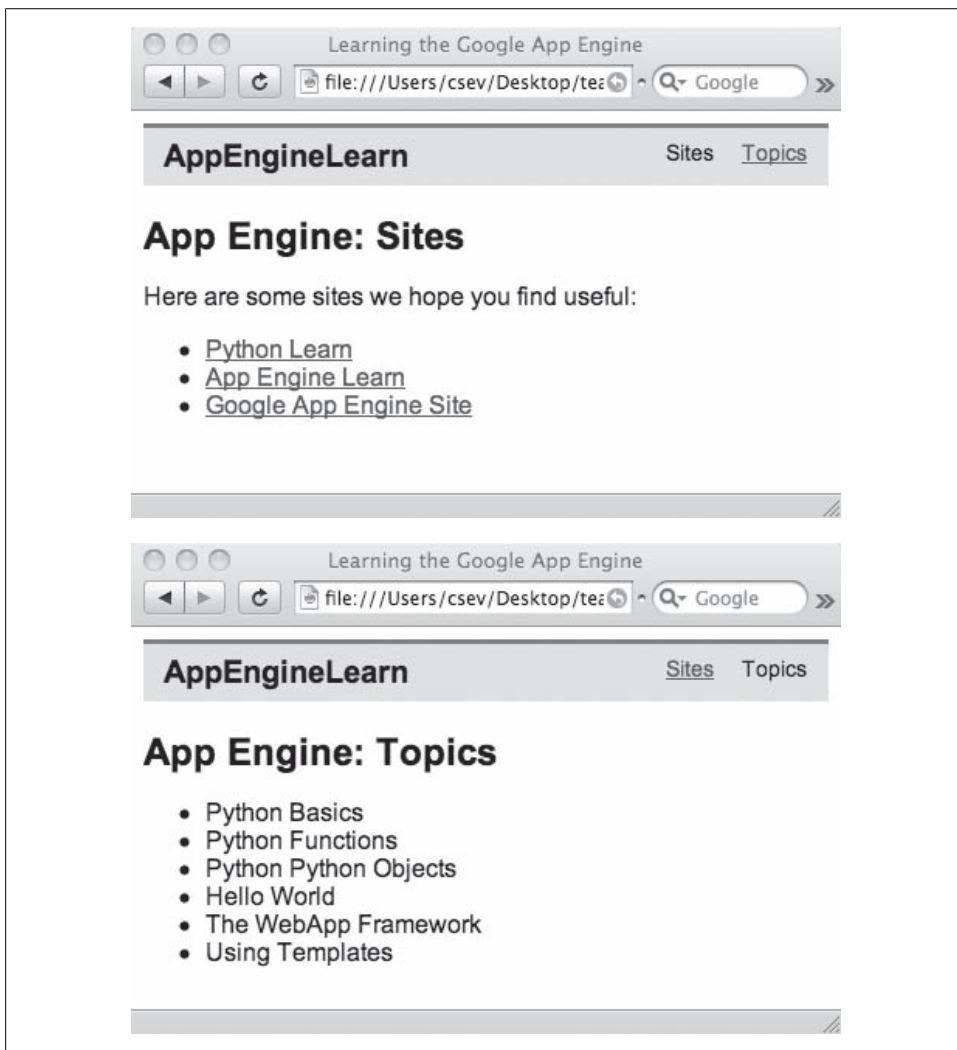 Learning the Google App Engine
file:///Users/csev/Desktop/tea Google
AppEngineLearn Sites Topics
App Engine: Sites
Here are some sites we hope you find useful:
• Python Learn
• App Engine Learn
• Google App Engine Site
Learning the Google App Engine
file:///Users/csev/Desktop/tea Google
AppEngineLearn Sites Topics
App Engine: Topics
• Python Basics
• Python Functions
• Python Python Objects
• Hello World
• The WebApp Framework
• Using Templates